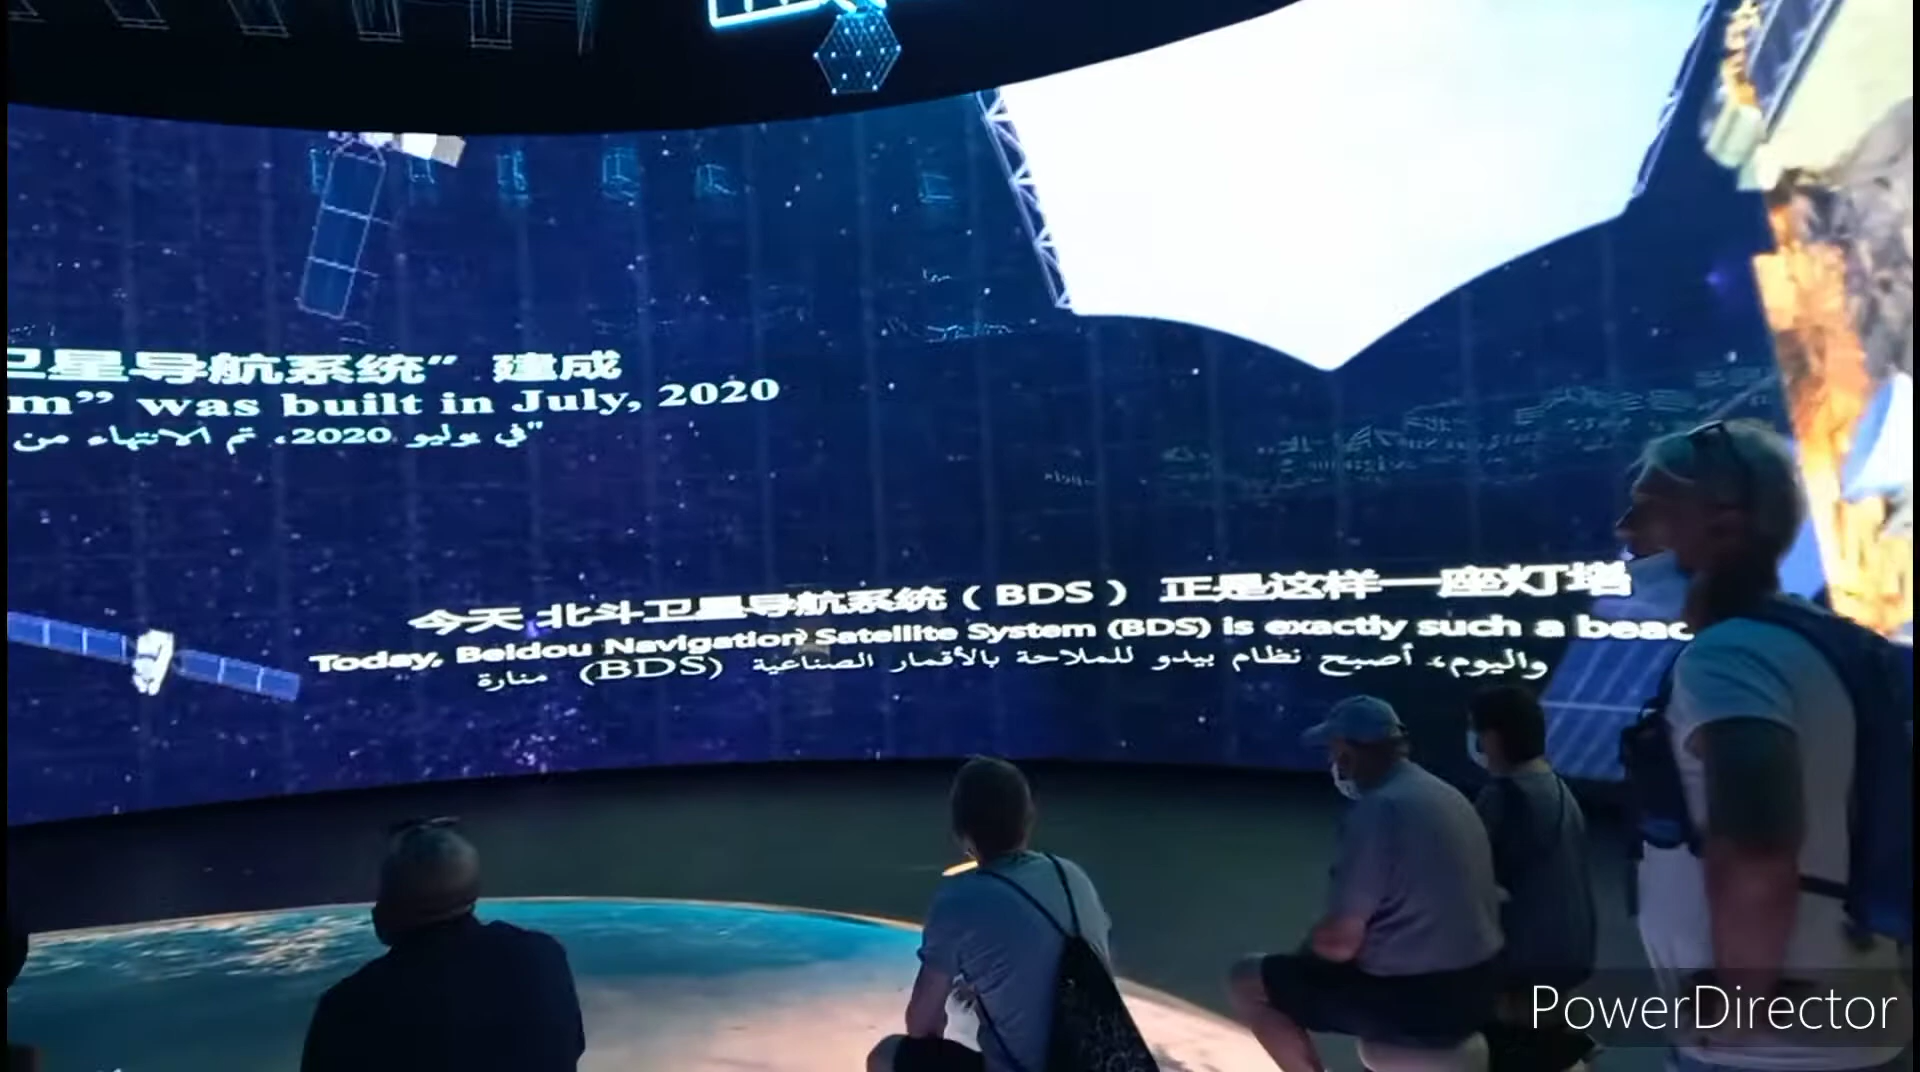 卫星导航系统” 建成
m” was built in July, 2020
"في يوليو 2020، تم الانتهاء من
今天 北斗卫星导航系统（BDS） 正是这样一座灯塔
Today, Beidou Navigation Satellite System (BDS) is exactly such a beac
واليوم، أصبح نظام بيدو للملاحة بالأقمار الصناعية (BDS) منارة
PowerDirector